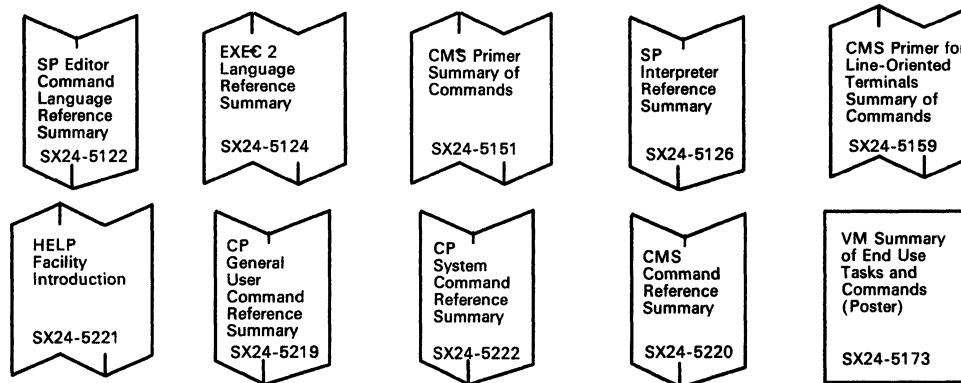 SP Editor
Command
Language
Reference
Summary
SX24-5122
EXEC 2
Language
Reference
Summary
SX24-5124
CMS Primer
Summary of
Commands
SX24-5151
SP
Interpreter
Reference
Summary
SX24-5126
CMS Primer for
Line-Oriented
Terminals
Summary of
Commands
SX24-5159
HELP
Facility
Introduction
SX24-5221
CP
General
User
Command
Reference
Summary
SX24-5219
CP
System
Command
Reference
Summary
SX24-5222
CMS
Command
Reference
Summary
SX24-5220
VM Summary
of End Use
Tasks and
Commands
(Poster)
SX24-5173